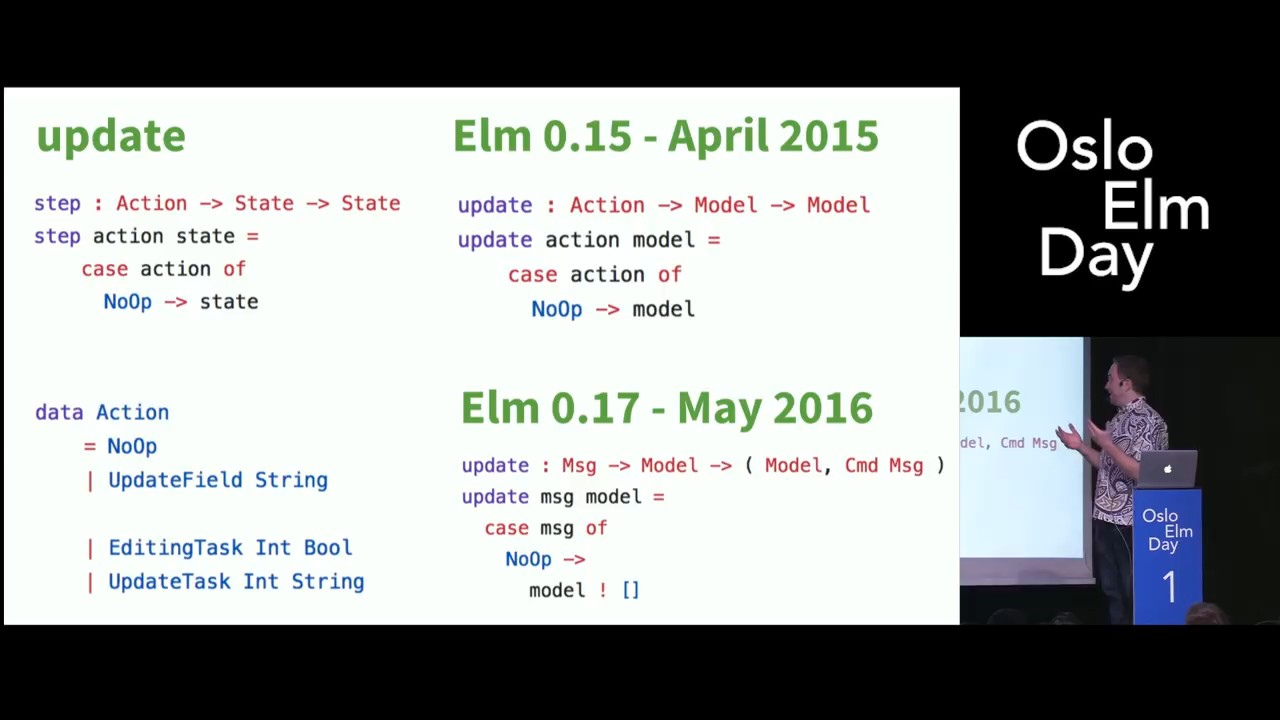 update
step : Action -> State -> State
step action state =
case action of
NoOp -> state
data Action
= NoOp
| UpdateField String
| EditingTask Int Bool
| UpdateTask Int String
Elm 0.15 - April 2015
update : Action -> Model -> Model
update action model =
case action of
NoOp -> model
Elm 0.17 - May 2016
update : Msg -> Model -> ( Model, Cmd Msg )
update msg model =
case msg of
NoOp ->
model ! []
Oslo
Elm
Day
2016
del, Cmd Msg
Oslo
Elm
Day
1